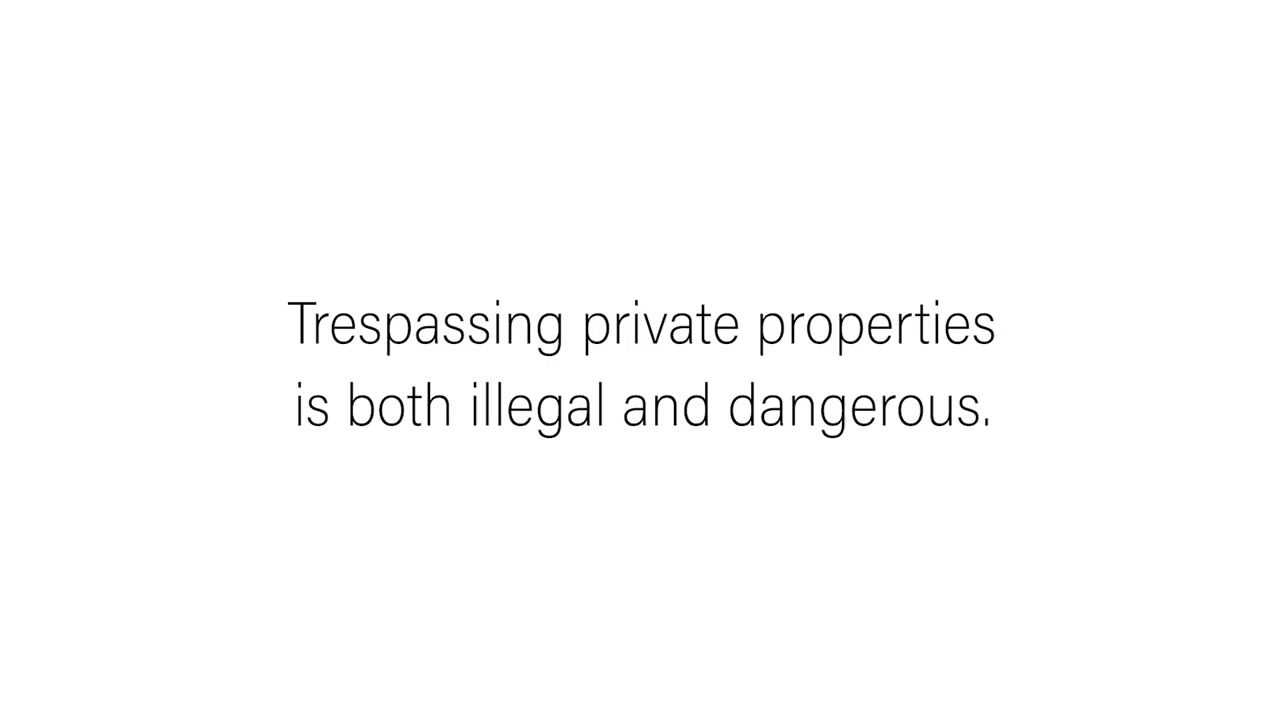 Trespassing private properties
is both illegal and dangerous.